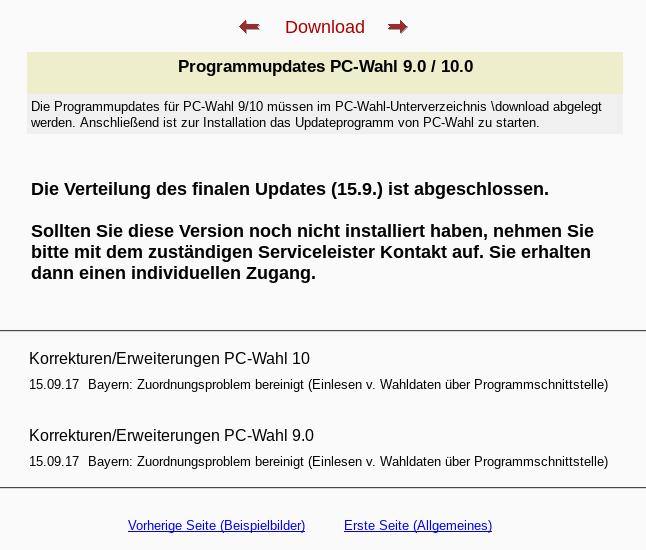 Download
Programmupdates PC-Wahl 9.0 / 10.0
Die Programmupdates für PC-Wahl 9/10 müssen im PC-Wahl-Unterverzeichnis \download abgelegt
werden. Anschließend ist zur Installation das Updateprogramm von PC-Wahl zu starten.
Die Verteilung des finalen Updates (15.9.) ist abgeschlossen.
Sollten Sie diese Version noch nicht installiert haben, nehmen Sie
bitte mit dem zuständigen Serviceleister Kontakt auf. Sie erhalten
dann einen individuellen Zugang.
Korrekturen/Erweiterungen PC-Wahl 10
15.09.17 Bayern: Zuordnungsproblem bereinigt (Einlesen v. Wahldaten über Programmschnittstelle)
Korrekturen/Erweiterungen PC-Wahl 9.0
15.09.17 Bayern: Zuordnungsproblem bereinigt (Einlesen v. Wahldaten über Programmschnittstelle)
Vorherige Seite (Beispielbilder) Erste Seite (Allgemeines)